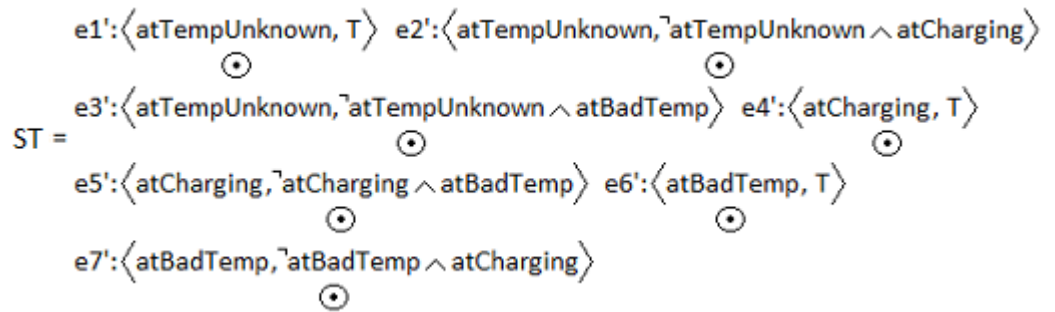 e1':⟨atTempUnknown, T⟩ e2':⟨atTempUnknown,¬atTempUnknown ∧ atCharging⟩
e3':⟨atTempUnknown,¬atTempUnknown ∧ atBadTemp⟩ e4':⟨atCharging, T⟩
ST =
e5':⟨atCharging,¬atCharging ∧ atBadTemp⟩ e6':⟨atBadTemp, T⟩
e7':⟨atBadTemp,¬atBadTemp ∧ atCharging⟩